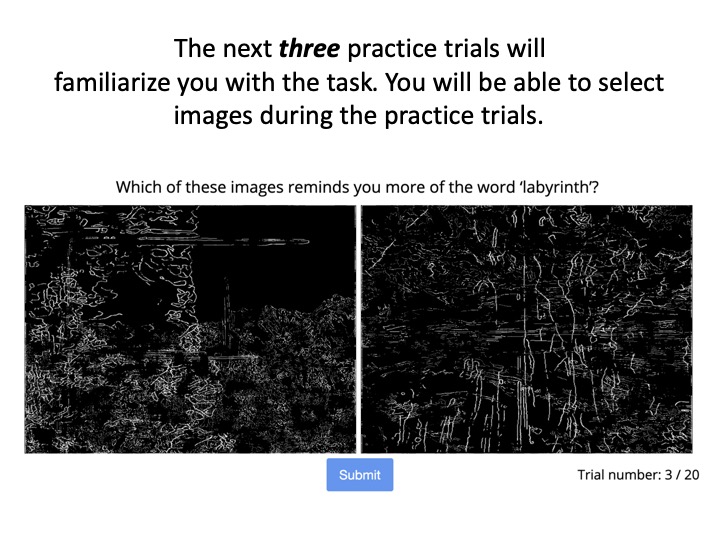 The next three practice trials will
familiarize you with the task. You will be able to select
images during the practice trials.
Which of these images reminds you more of the word ‘labyrinth’?
Submit
Trial number: 3 / 20